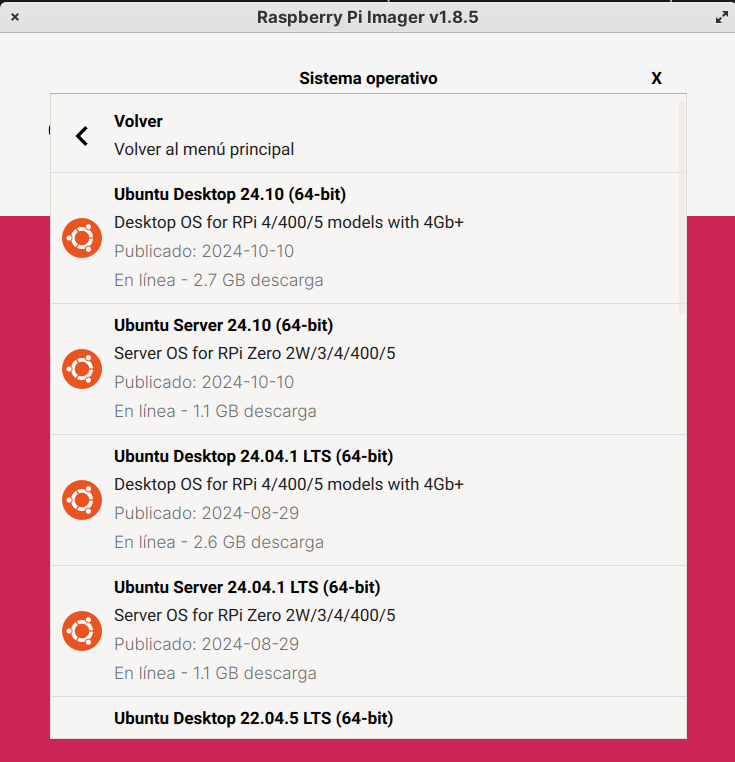 Raspberry Pi Imager v1.8.5
Sistema operativo
X
Volver
Volver al menú principal
Ubuntu Desktop 24.10 (64-bit)
Desktop OS for RPi 4/400/5 models with 4Gb+
Publicado: 2024-10-10
En línea - 2.7 GB descarga
Ubuntu Server 24.10 (64-bit)
Server OS for RPi Zero 2W/3/4/400/5
Publicado: 2024-10-10
En línea - 1.1 GB descarga
Ubuntu Desktop 24.04.1 LTS (64-bit)
Desktop OS for RPi 4/400/5 models with 4Gb+
Publicado: 2024-08-29
En línea - 2.6 GB descarga
Ubuntu Server 24.04.1 LTS (64-bit)
Server OS for RPi Zero 2W/3/4/400/5
Publicado: 2024-08-29
En línea - 1.1 GB descarga
Ubuntu Desktop 22.04.5 LTS (64-bit)